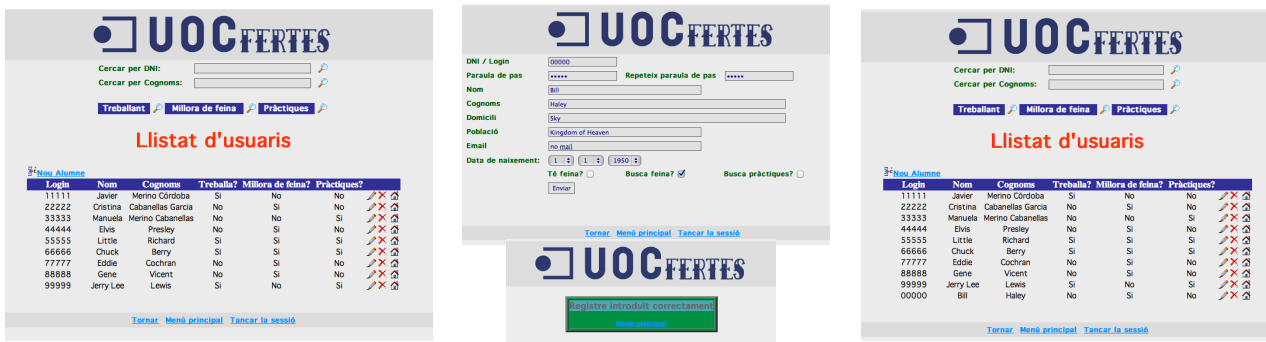 UOCFERTES
Cercar per DNI:
Cercar per Cognoms:
Treballant Millora de feina Pràctiques
Llistat d'usuaris
Nou Alumne
Login Nom Cognoms Treballa? Millora de feina? Pràctiques?
11111 Javier Merino Córdoba Si No No
22222 Cristina Cabanellas Garcia No Si No
33333 Manuela Merino Cabanellas No No Si
44444 Elvis Presley No Si No
55555 Little Richard Si Si Si
66666 Chuck Berry No Si Si
77777 Eddie Cochran No Si No
88888 Gene Vicent No Si No
99999 Jerry Lee Lewis Si No Si
Tornar Menú principal Tancar la sessió
UOCFERTES
DNI / Login 00000
Paraula de pas ••••• Repeteix paraula de pas •••••
Nom Bill
Cognoms Haley
Domicili Sky
Població Kingdom of Heaven
Email no mail
Data de naixement: 1 1 1950
Té feina? Busca feina? Busca pràctiques?
Enviar
Tornar Menú principal Tancar la sessió
UOCFERTES
Registre introduït correctament
Menú principal
UOCFERTES
Cercar per DNI:
Cercar per Cognoms:
Treballant Millora de feina Pràctiques
Llistat d'usuaris
Nou Alumne
Login Nom Cognoms Treballa? Millora de feina? Pràctiques?
11111 Javier Merino Córdoba Si No No
22222 Cristina Cabanellas Garcia No Si No
33333 Manuela Merino Cabanellas No No Si
44444 Elvis Presley No Si No
55555 Little Richard Si Si Si
66666 Chuck Berry No Si Si
77777 Eddie Cochran No Si No
88888 Gene Vicent No Si No
99999 Jerry Lee Lewis Si No Si
00000 Bill Haley No Si No
Tornar Menú principal Tancar la sessió